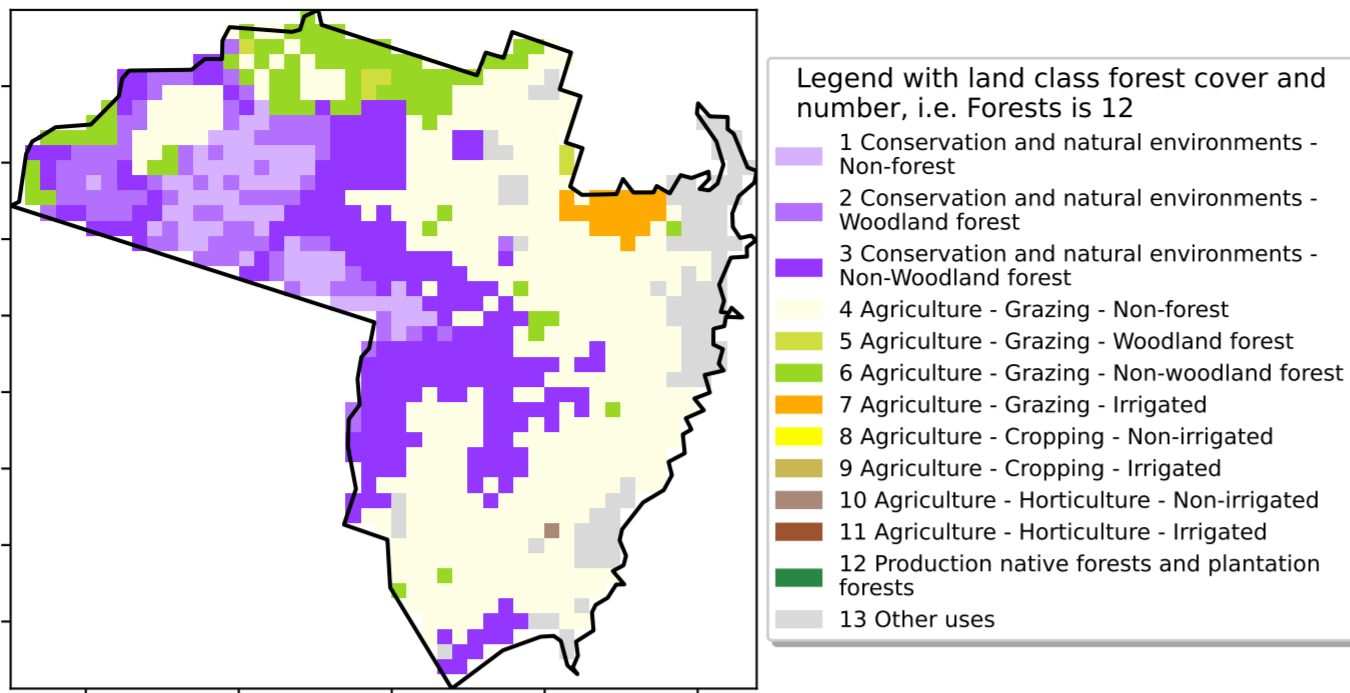 Legend with land class forest cover and
number, i.e. Forests is 12
1 Conservation and natural environments -
Non-forest
2 Conservation and natural environments -
Woodland forest
3 Conservation and natural environments -
Non-Woodland forest
4 Agriculture - Grazing - Non-forest
5 Agriculture - Grazing - Woodland forest
6 Agriculture - Grazing - Non-woodland forest
7 Agriculture - Grazing - Irrigated
8 Agriculture - Cropping - Non-irrigated
9 Agriculture - Cropping - Irrigated
10 Agriculture - Horticulture - Non-irrigated
11 Agriculture - Horticulture - Irrigated
12 Production native forests and plantation
forests
13 Other uses